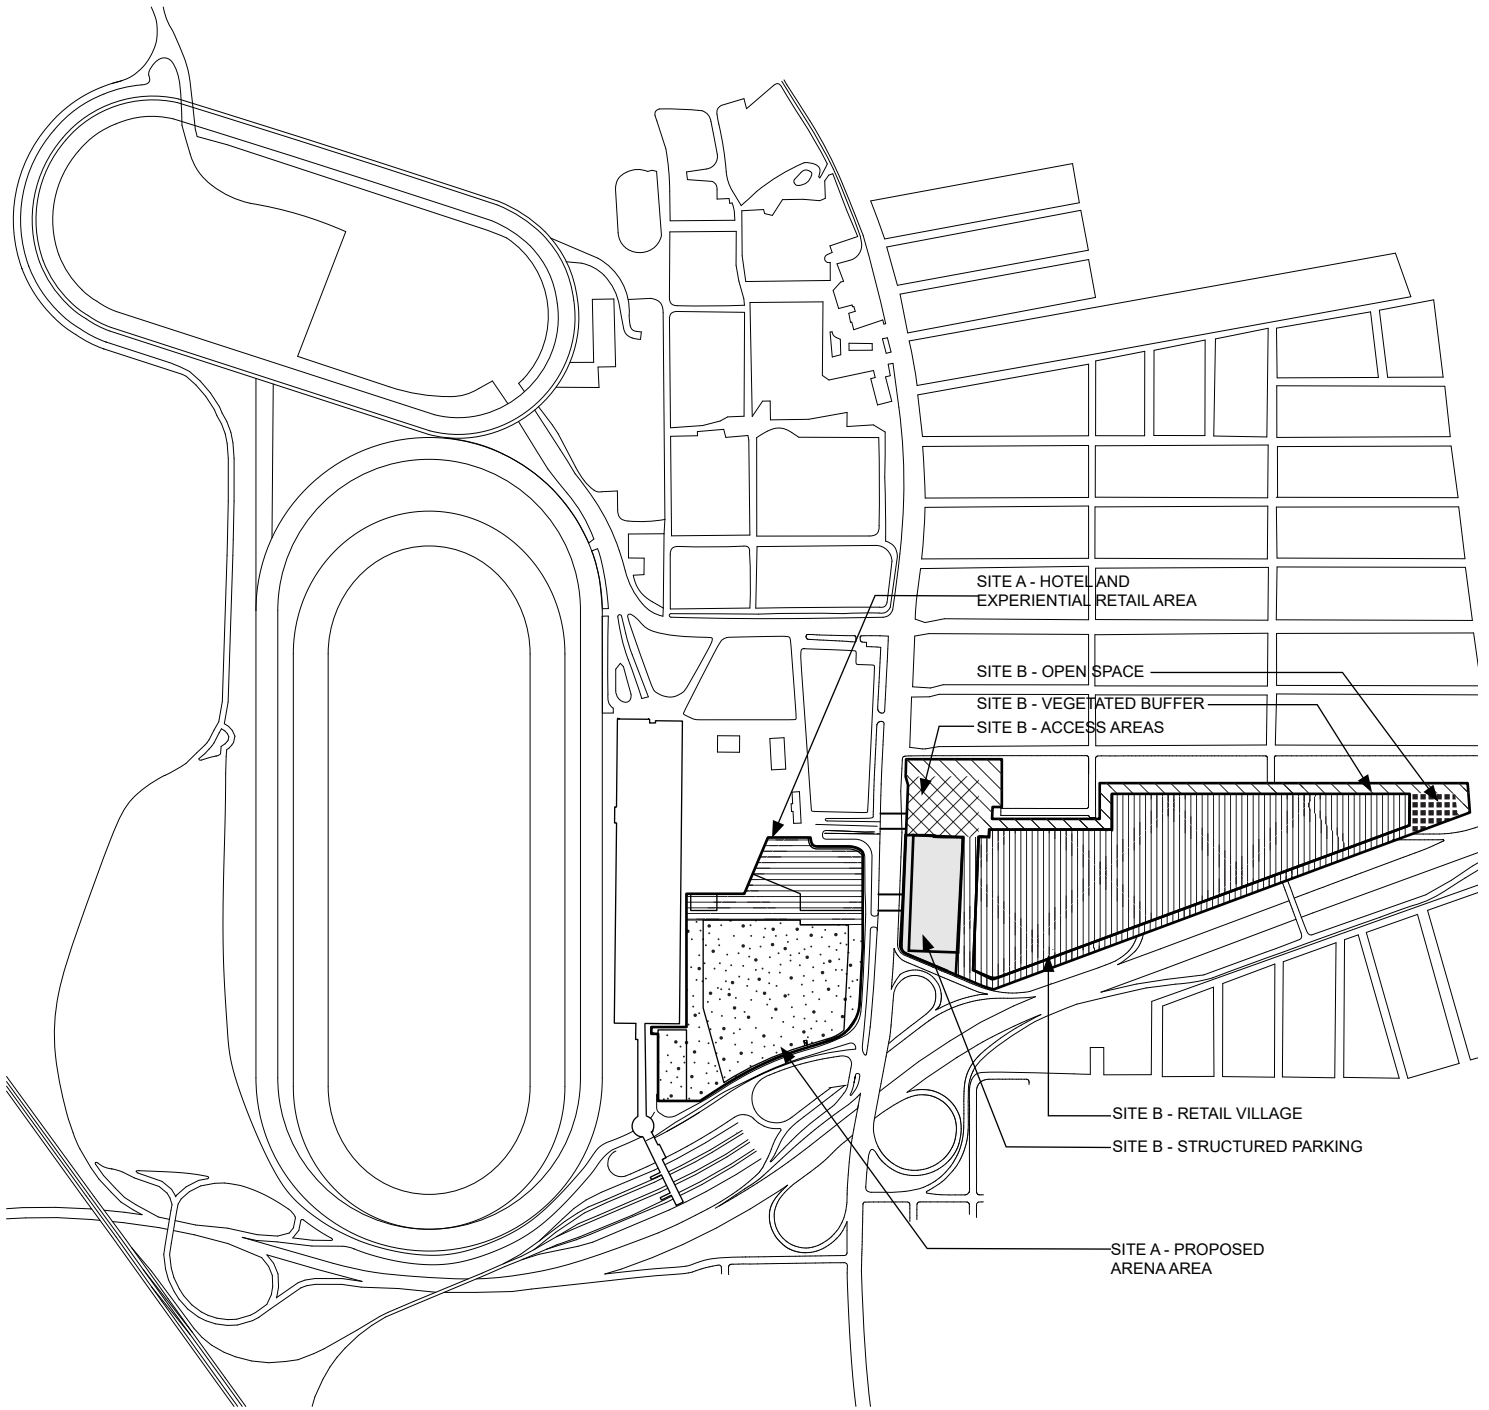 SITE A - HOTEL AND
EXPERIENTIAL RETAIL AREA
SITE B - OPEN SPACE
SITE B - VEGETATED BUFFER
SITE B - ACCESS AREAS
SITE B - RETAIL VILLAGE
SITE B - STRUCTURED PARKING
SITE A - PROPOSED
ARENA AREA